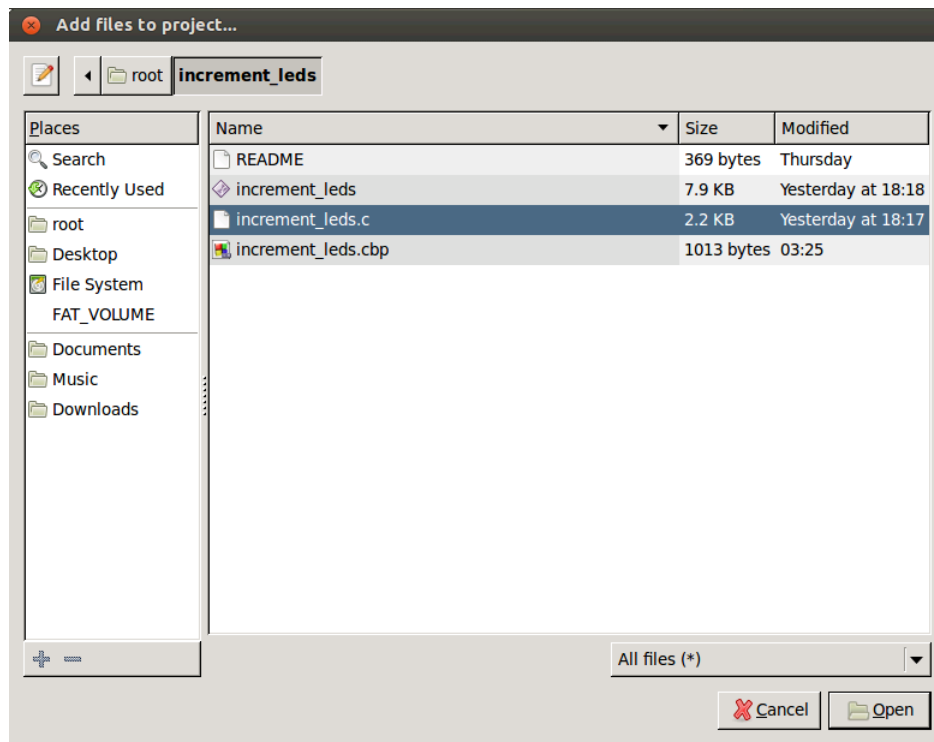 Add files to project...
root increment_leds
Places Name Size Modified
Search README 369 bytes Thursday
Recently Used increment_leds 7.9 KB Yesterday at 18:18
root increment_leds.c 2.2 KB Yesterday at 18:17
Desktop increment_leds.cbp 1013 bytes 03:25
File System
FAT_VOLUME
Documents
Music
Downloads
All files (*)
Cancel Open